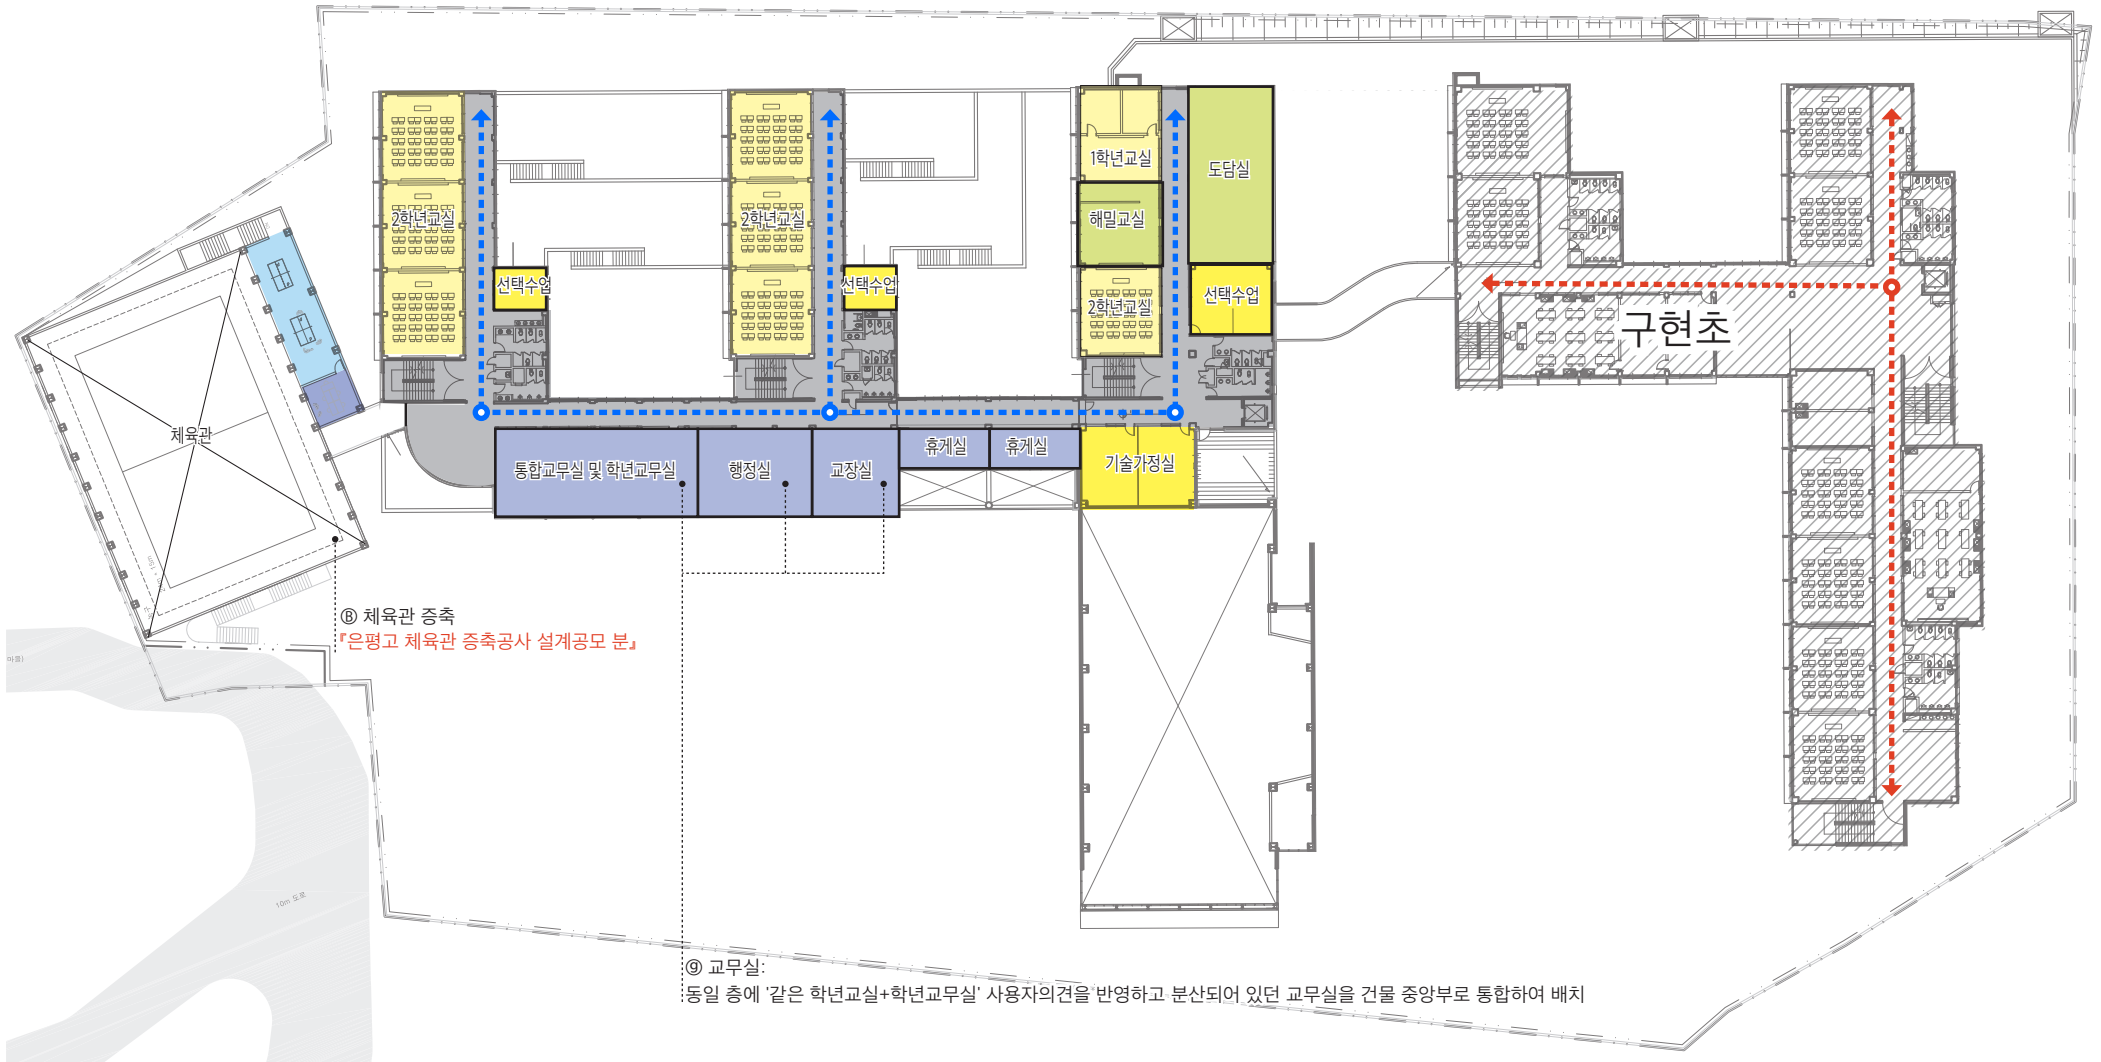 1학년교실
도담실
2학년교실
2학년교실
해밀교실
선택수업
선택수업
선택수업
2학년교실
구현초
체육관
통합교무실 및 학년교무실
행정실
교장실
휴게실
휴게실
기술가정실
Ⓑ 체육관 증축
『은평고 체육관 증축공사 설계공모 분』
10m 도로
⑨ 교무실:
동일 층에 '같은 학년교실+학년교무실' 사용자의견을 반영하고 분산되어 있던 교무실을 건물 중앙부로 통합하여 배치